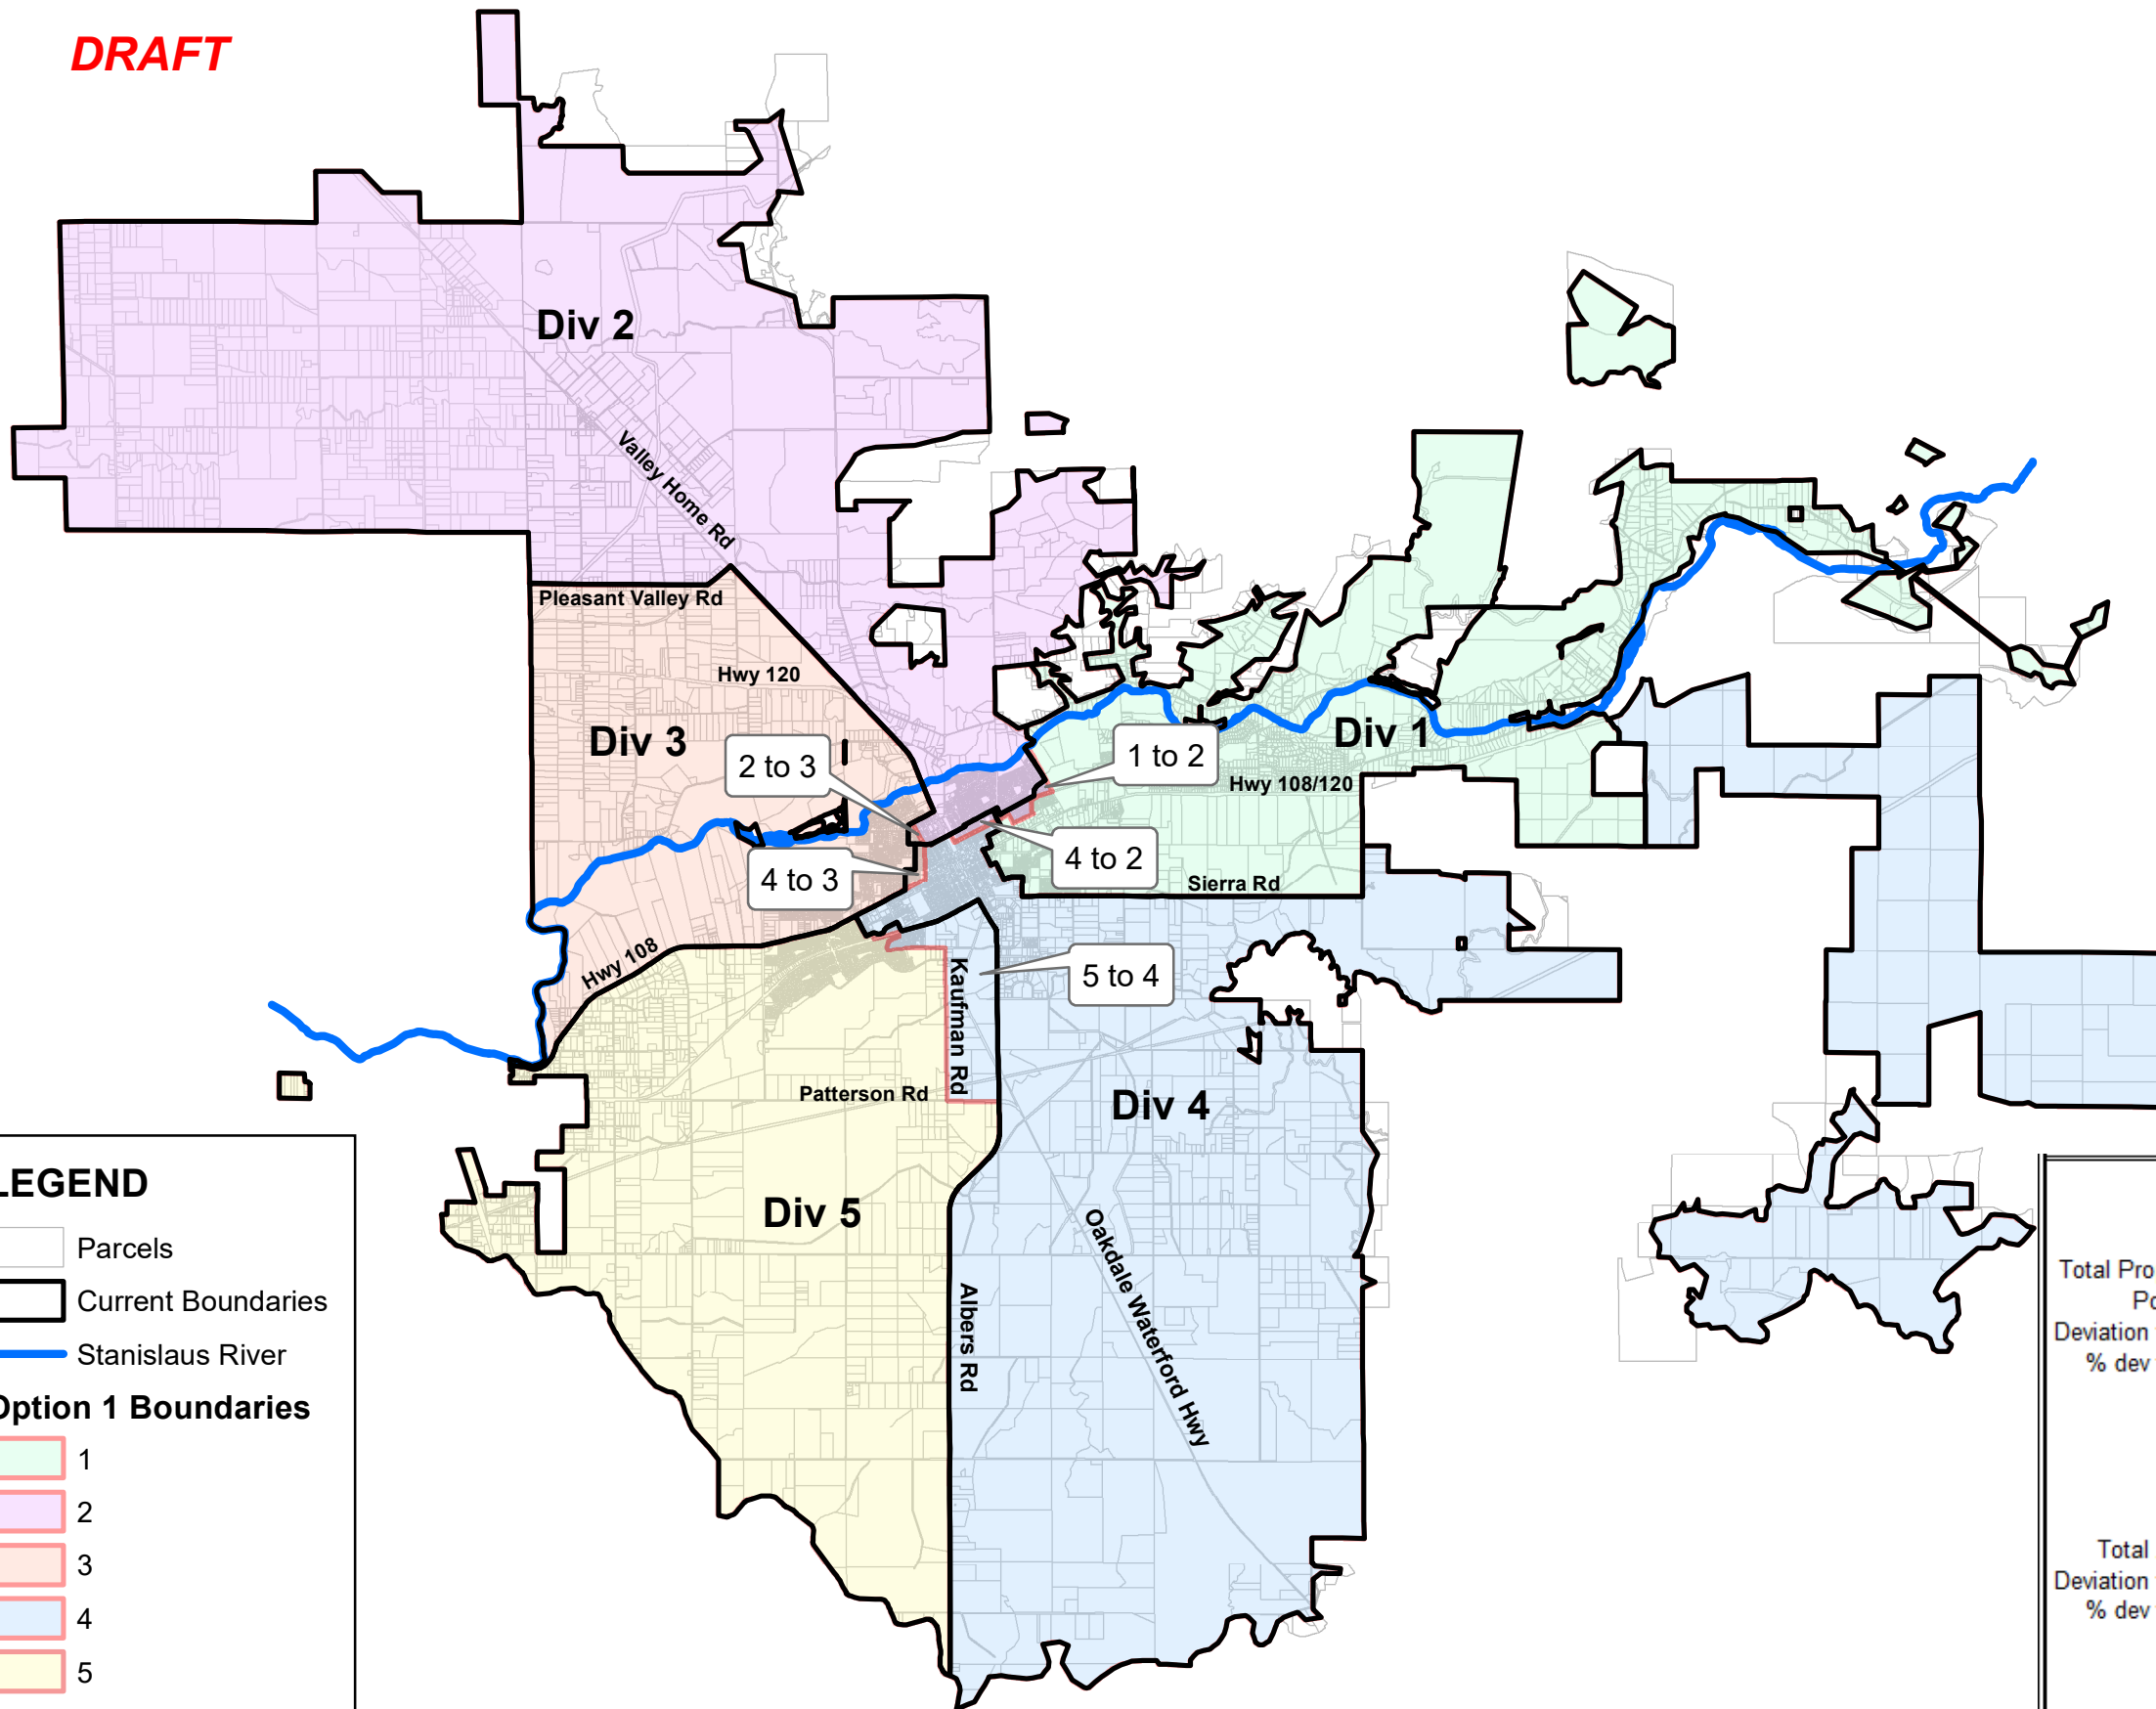 DRAFT
Div 2
Valley Home Rd
Pleasant Valley Rd
Hwy 120
Div 3
2 to 3
1 to 2
Div 1
Hwy 108/120
4 to 2
4 to 3
Sierra Rd
Hwy 108
Kaufman Rd
5 to 4
Patterson Rd
Div 4
Div 5
Oakdale Waterford Hwy
Albers Rd
LEGEND
Parcels
Current Boundaries
Stanislaus River
Option 1 Boundaries
1
2
3
4
5
Total Pro
Po
Deviation
% dev
Total
Deviation
% dev